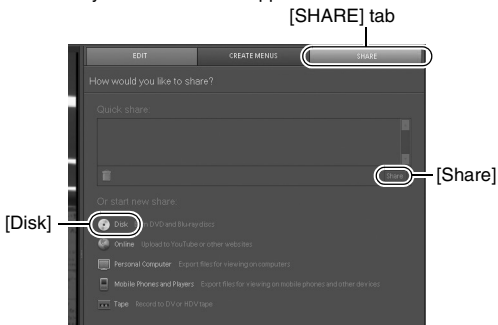 [SHARE] tab
EDIT CREATE MENUS SHARE
How would you like to share?
Quick share
Share
[Share]
Or start new share
[Disk]
Disk DVD and Blu-ray discs
Online Upload to YouTube or other websites
Personal Computer Export files for viewing on computers
Mobile Phones and Players Export files for viewing on mobile phones and other devices
Tape Record to DV or HDV tape